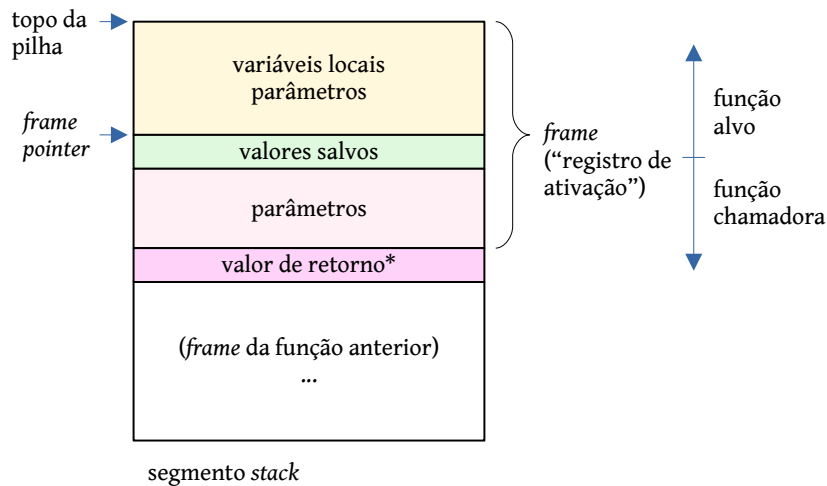 topo da
pilha
variáveis locais
parâmetros
frame
pointer
valores salvos
parâmetros
valor de retorno*
(frame da função anterior)
...
segmento stack
frame
(“registro de
ativação”)
função
alvo
função
chamadora